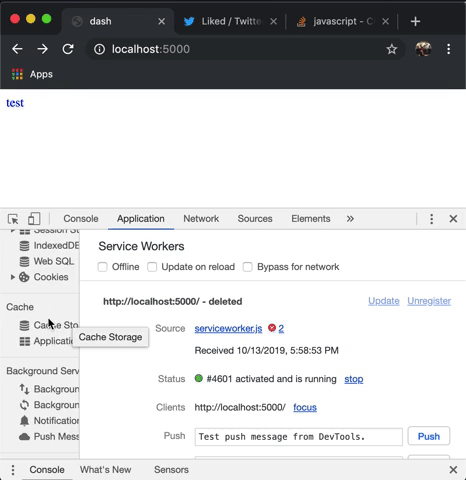 dash
Liked / Twitte
javascript - C
localhost:5000
Apps
test
Console Application Network Sources Elements »
Session St
IndexedDB
Web SQL
Cookies
Cache
Cache Sto
Applicati
Cache Storage
Background Serv
Backgroun
Backgroun
Notification
Push Mess
Service Workers
Offline Update on reload Bypass for network
http://localhost:5000/ - deleted Update Unregister
Source serviceworker.js 2
Received 10/13/2019, 5:58:53 PM
Status #4601 activated and is running stop
Clients http://localhost:5000/ focus
Push Test push message from DevTools. Push
Console What's New Sensors